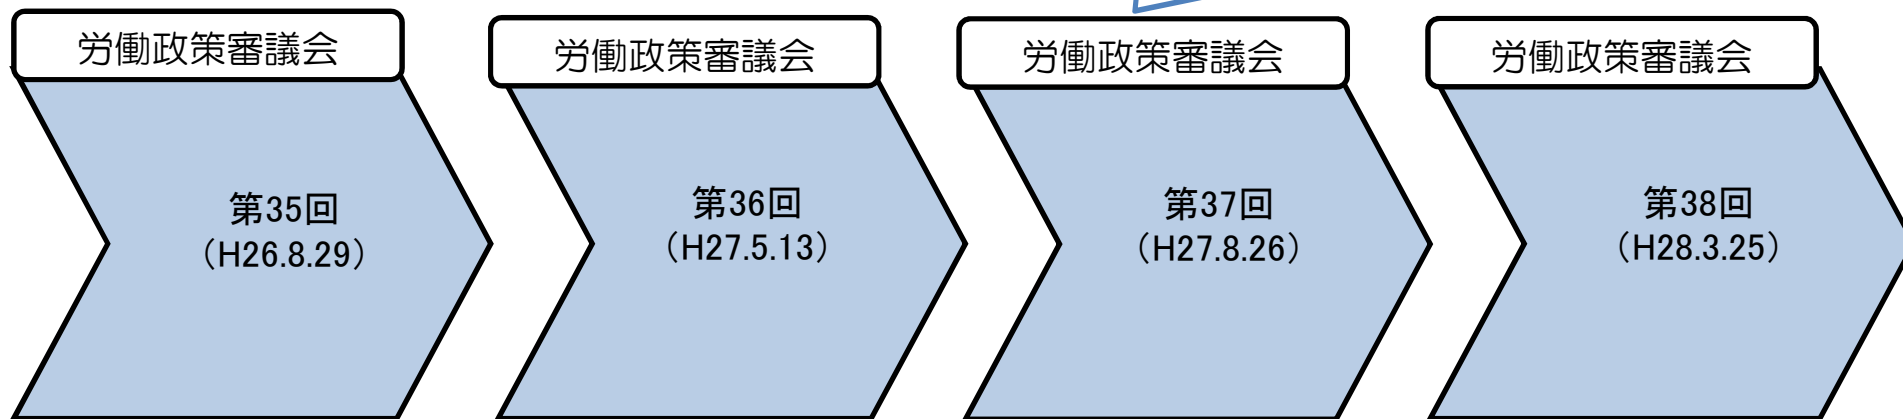 労働政策審議会
第35回
（H26.8.29）
労働政策審議会
第36回
（H27.5.13）
労働政策審議会
第37回
（H27.8.26）
労働政策審議会
第38回
（H28.3.25）